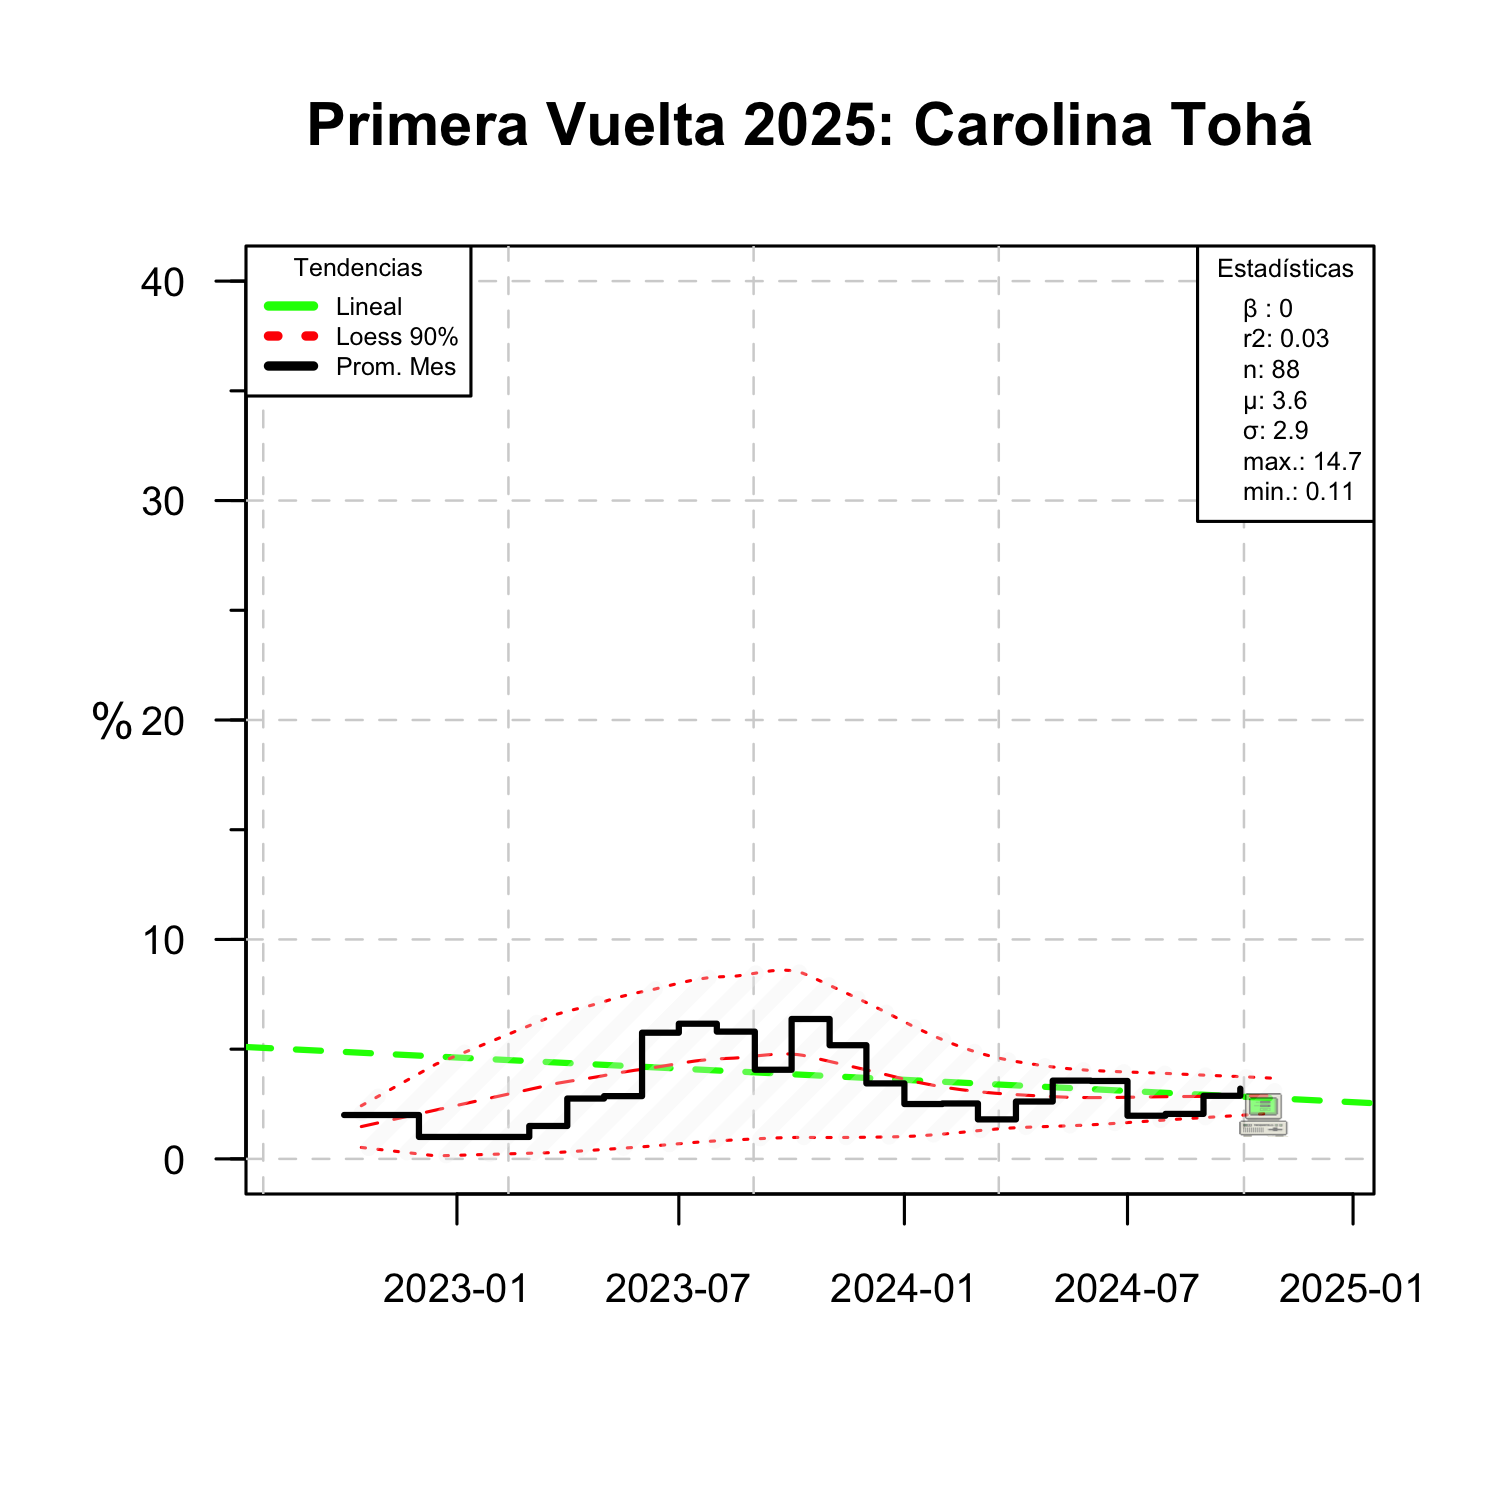 Primera Vuelta 2025: Carolina Tohá
Tendencias
Lineal
Loess 90%
Prom. Mes
Estadísticas
β : 0
r2: 0.03
n: 88
μ: 3.6
σ: 2.9
max.: 14.7
min.: 0.11
40
30
% 20
10
0
2023-01 2023-07 2024-01 2024-07 2025-01